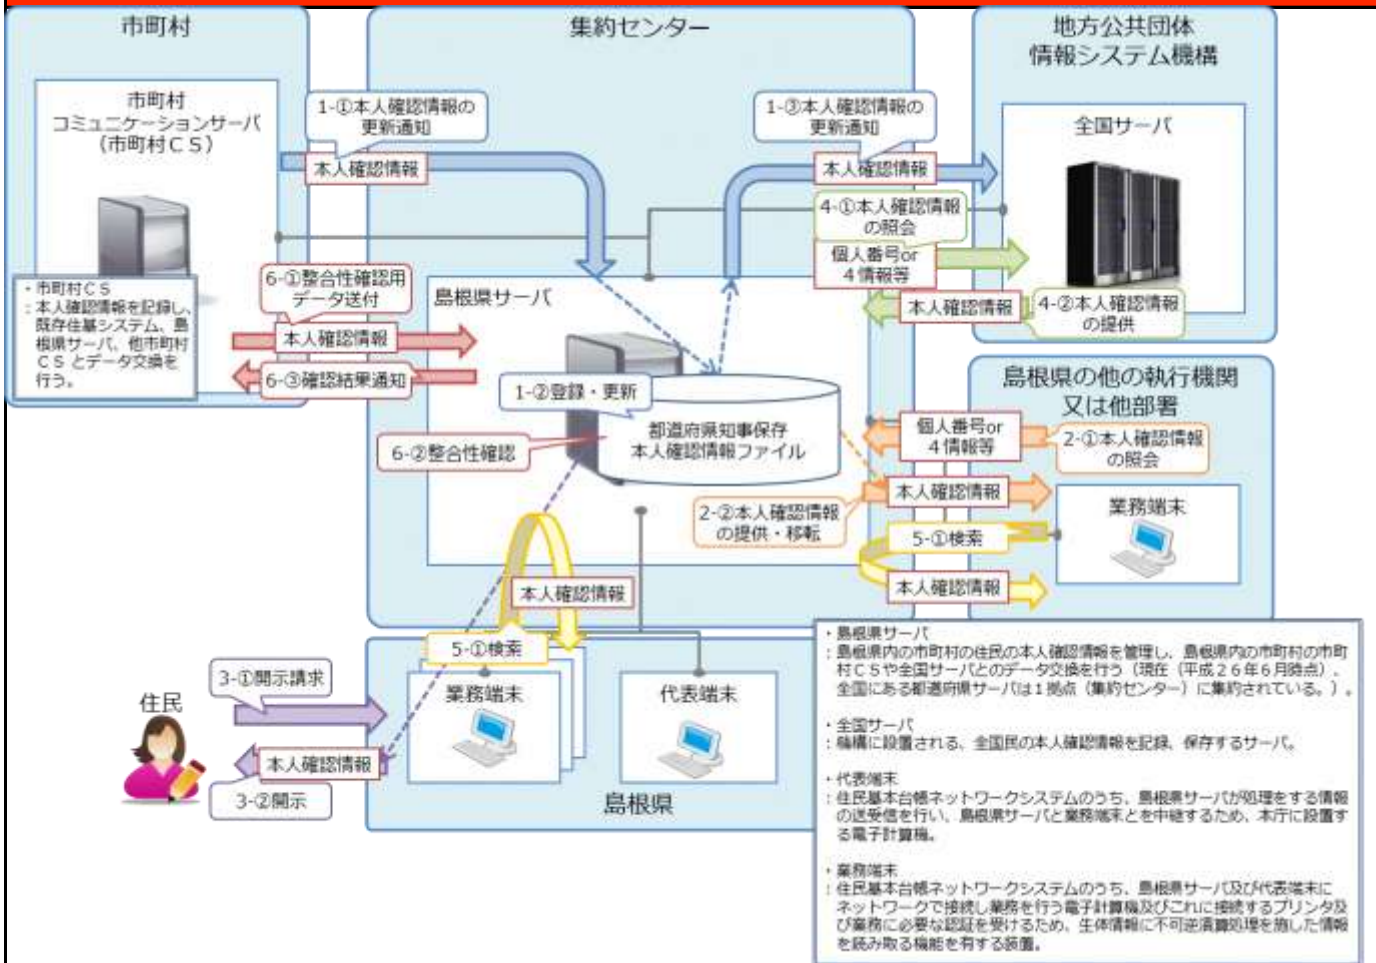 市町村
集約センター
地方公共団体
情報システム機構
市町村
コミュニケーションサーバ
(市町村CS)
1-①本人確認情報の
更新通知
本人確認情報
1-③本人確認情報の
更新通知
本人確認情報
全国サーバ
4-①本人確認情報
の照会
個人番号or
4情報等
本人確認情報
4-②本人確認情報
の提供
・市町村CS
:本人確認情報を記録し、
既存住基システム、島
根県サーバ、他市町村
CSとデータ交換を
行う。
6-①整合性確認用
データ送付
本人確認情報
6-③確認結果通知
島根県サーバ
1-②登録・更新
6-②整合性確認
都道府県知事保存
本人確認情報ファイル
島根県の他の執行機関
又は他部署
個人番号or
4情報等
2-①本人確認情報
の照会
本人確認情報
2-②本人確認情報
の提供・移転
業務端末
5-①検索
本人確認情報
本人確認情報
5-①検索
業務端末
代表端末
島根県
住民
3-①開示請求
本人確認情報
3-②開示
・島根県サーバ
:島根県内の市町村の住民の本人確認情報を管理し、島根県内の市町村の市町
村CSや全国サーバとのデータ交換を行う(現在(平成26年6月時点)、
全国にある都道府県サーバは1拠点(集約センター)に集約されている。)。
・全国サーバ
:機構に設置される、全国民の本人確認情報を記録、保存するサーバ。
・代表端末
:住民基本台帳ネットワークシステムのうち、島根県サーバが処理をする情報
の送受信を行い、島根県サーバと業務端末とを中継するため、本庁に設置す
る電子計算機。
・業務端末
:住民基本台帳ネットワークシステムのうち、島根県サーバ及び代表端末に
ネットワークで接続し業務を行う電子計算機及びこれに接続するプリンタ及
び業務に必要な認証を受けるため、生体情報に不可逆演算処理を施した情報
を読み取る機能を有する装置。